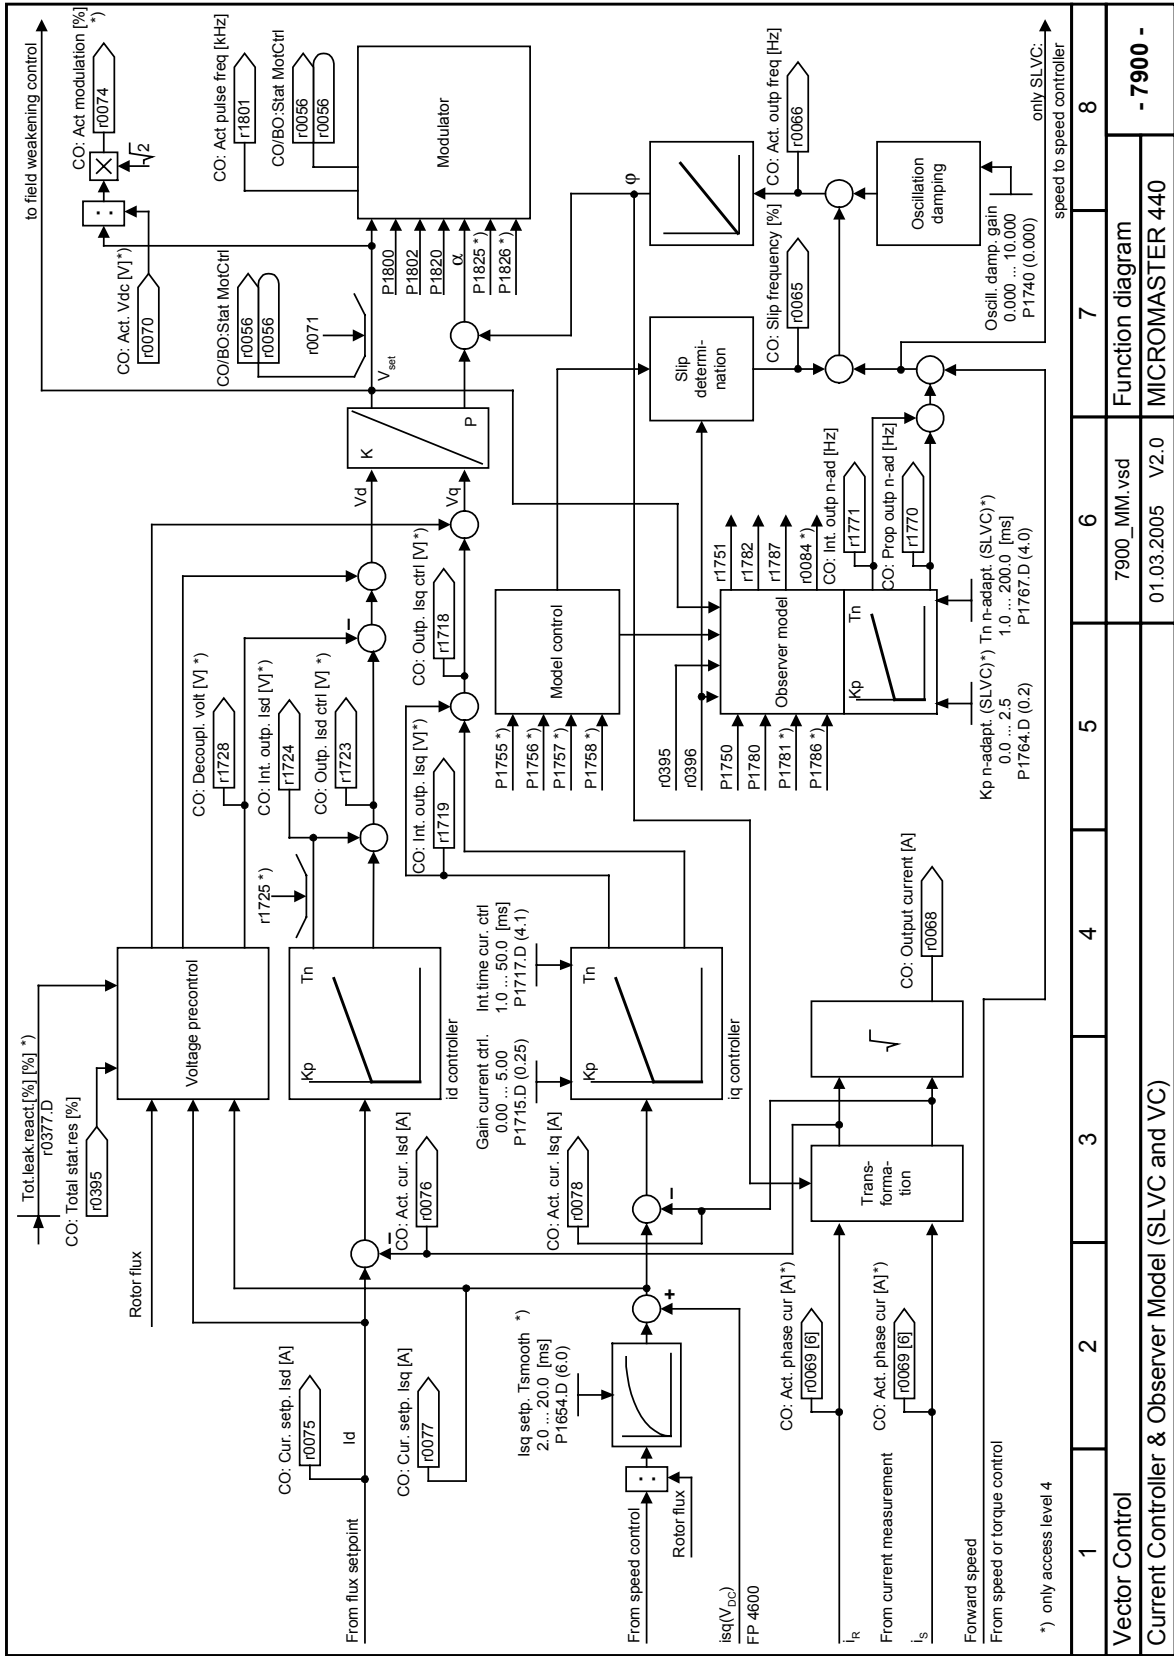 From flux setpoint
Id
CO: Cur. setp. Isd [A]
r0075
CO: Cur. setp. Isq [A]
r0077
Rotor flux
CO: Total stat.res [%]
r0395
Tot.leak.react.[%] [%] *)
r0377.D
Voltage precontrol
–
CO: Act. cur. Isd [A]
r0076
Kp
Tn
id controller
r1725 *)
CO: Decoupl. volt [V] *)
r1728
CO: Int. outp. Isd [V]*)
r1724
CO: Outp. Isd ctrl [V] *)
r1723
–
Vd
Vq
K
P
V set
to field weakening control
CO: Act. Vdc [V] *)
r0070
:
CO: Act modulation [%]
*)
r0074
×
√2
CO/BO:Stat MotCtrl
r0056
r0056
r0071
CO: Act pulse freq [kHz]
r1801
CO/BO:Stat MotCtrl
r0056
r0056
Modulator
P1800
P1802
P1820
α
P1825 *)
P1826 *)
From speed control
:
Rotor flux
isq(VDC)
FP 4600
Isq setp. Tsmooth *)
2.0 ... 20.0 [ms]
P1654.D (6.0)
+
–
CO: Act. cur. Isq [A]
r0078
Gain current ctrl.
0.00 ... 5.00
P1715.D (0.25)
Int.time cur. ctrl
1.0 ... 50.0 [ms]
P1717.D (4.1)
Kp
Tn
iq controller
CO: Int. outp. Isq [V]*)
r1719
CO: Outp. Isq ctrl [V] *)
r1718
P1755 *)
P1756 *)
P1757 *)
P1758 *)
Model control
r0395
r0396
P1750
P1780
P1781 *)
P1786 *)
Observer model
Kp
Tn
r1751
r1782
r1787
r0084 *)
CO: Int. outp n-ad [Hz]
r1771
CO: Prop outp n-ad [Hz]
r1770
Kp n-adapt. (SLVC)*)
0.0 ... 2.5
P1764.D (0.2)
Tn n-adapt. (SLVC)*)
1.0 ... 200.0 [ms]
P1767.D (4.0)
Slip
determi-
nation
CO: Slip frequency [%]
r0065
φ
CO: Act. outp freq [Hz]
r0066
Oscillation
damping
Oscill. damp. gain
0.000 ... 10.000
P1740 (0.000)
iR
From current measurement
iS
CO: Act. phase cur [A]*)
r0069 [6]
CO: Act. phase cur [A]*)
r0069 [6]
Trans-
formation
√
CO: Output current [A]
r0068
Forward speed
From speed or torque control
only SLVC:
speed to speed controller
*) only access level 4
1 2 3 4 5 6 7 8
Vector Control
Current Controller & Observer Model (SLVC and VC)
7900_MM.vsd
01.03.2005 V2.0
Function diagram
MICROMASTER 440
- 7900 -